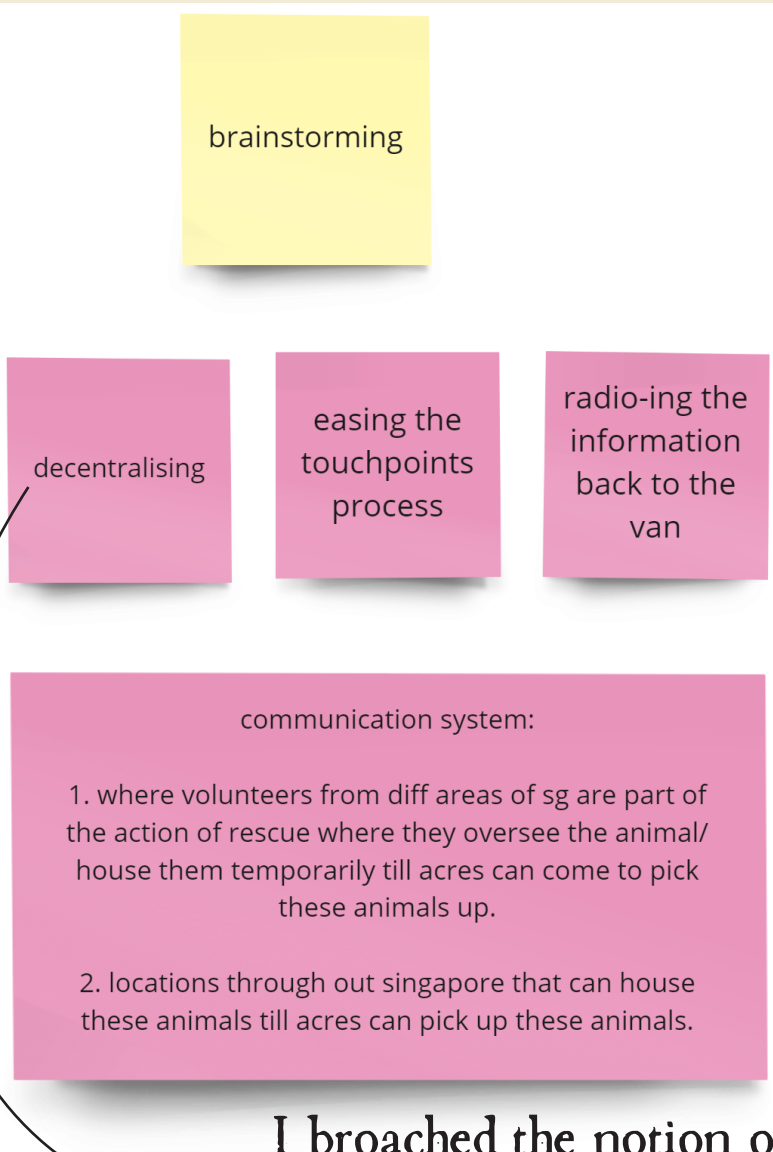 brainstorming
decentralising
easing the
touchpoints
process
radio-ing the
information
back to the
van
communication system:
1. where volunteers from diff areas of sg are part of
the action of rescue where they oversee the animal/
house them temporarily till acres can come to pick
these animals up.
2. locations through out singapore that can house
these animals till acres can pick up these animals.
I broached the notion